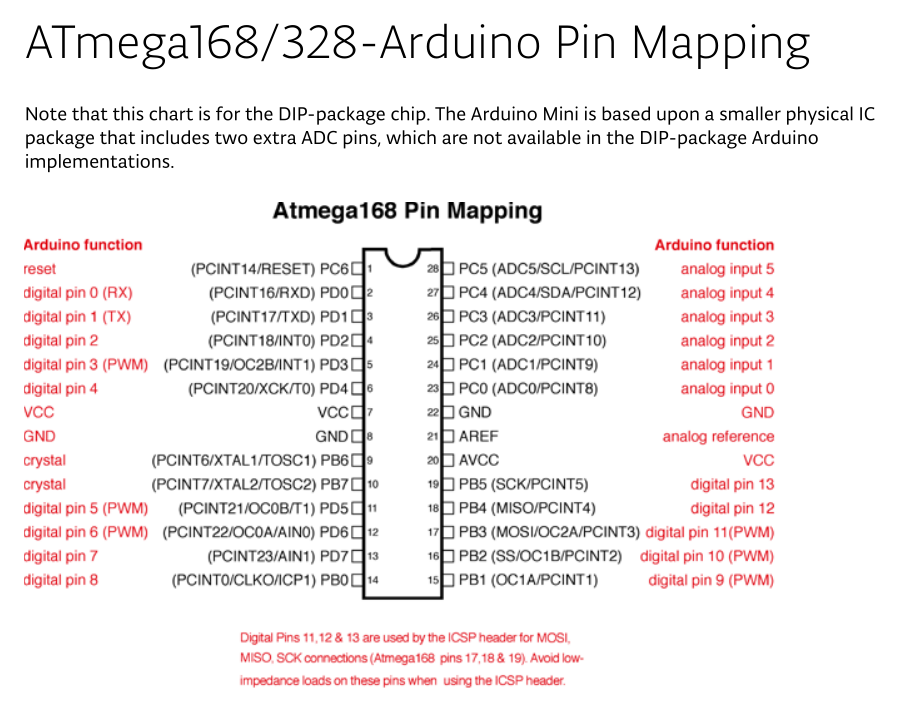 ATmega168/328-Arduino Pin Mapping
Note that this chart is for the DIP-package chip. The Arduino Mini is based upon a smaller physical IC
package that includes two extra ADC pins, which are not available in the DIP-package Arduino
implementations.
Atmega168 Pin Mapping
Arduino function Arduino function
reset (PCINT14/RESET) PC6 1 28 PC5 (ADC5/SCL/PCINT13) analog input 5
digital pin 0 (RX) (PCINT16/RXD) PD0 2 27 PC4 (ADC4/SDA/PCINT12) analog input 4
digital pin 1 (TX) (PCINT17/TXD) PD1 3 26 PC3 (ADC3/PCINT11) analog input 3
digital pin 2 (PCINT18/INT0) PD2 4 25 PC2 (ADC2/PCINT10) analog input 2
digital pin 3 (PWM) (PCINT19/OC2B/INT1) PD3 5 24 PC1 (ADC1/PCINT9) analog input 1
digital pin 4 (PCINT20/XCK/T0) PD4 6 23 PC0 (ADC0/PCINT8) analog input 0
VCC VCC 7 22 GND GND
GND GND 8 21 AREF analog reference
crystal (PCINT6/XTAL1/TOSC1) PB6 9 20 AVCC VCC
crystal (PCINT7/XTAL2/TOSC2) PB7 10 19 PB5 (SCK/PCINT5) digital pin 13
digital pin 5 (PWM) (PCINT21/OC0B/T1) PD5 11 18 PB4 (MISO/PCINT4) digital pin 12
digital pin 6 (PWM) (PCINT22/OC0A/AIN0) PD6 12 17 PB3 (MOSI/OC2A/PCINT3) digital pin 11(PWM)
digital pin 7 (PCINT23/AIN1) PD7 13 16 PB2 (SS/OC1B/PCINT2) digital pin 10 (PWM)
digital pin 8 (PCINT0/CLKO/ICP1) PB0 14 15 PB1 (OC1A/PCINT1) digital pin 9 (PWM)
Digital Pins 11,12 & 13 are used by the ICSP header for MOSI,
MISO, SCK connections (Atmega168 pins 17,18 & 19). Avoid low-
impedance loads on these pins when using the ICSP header.